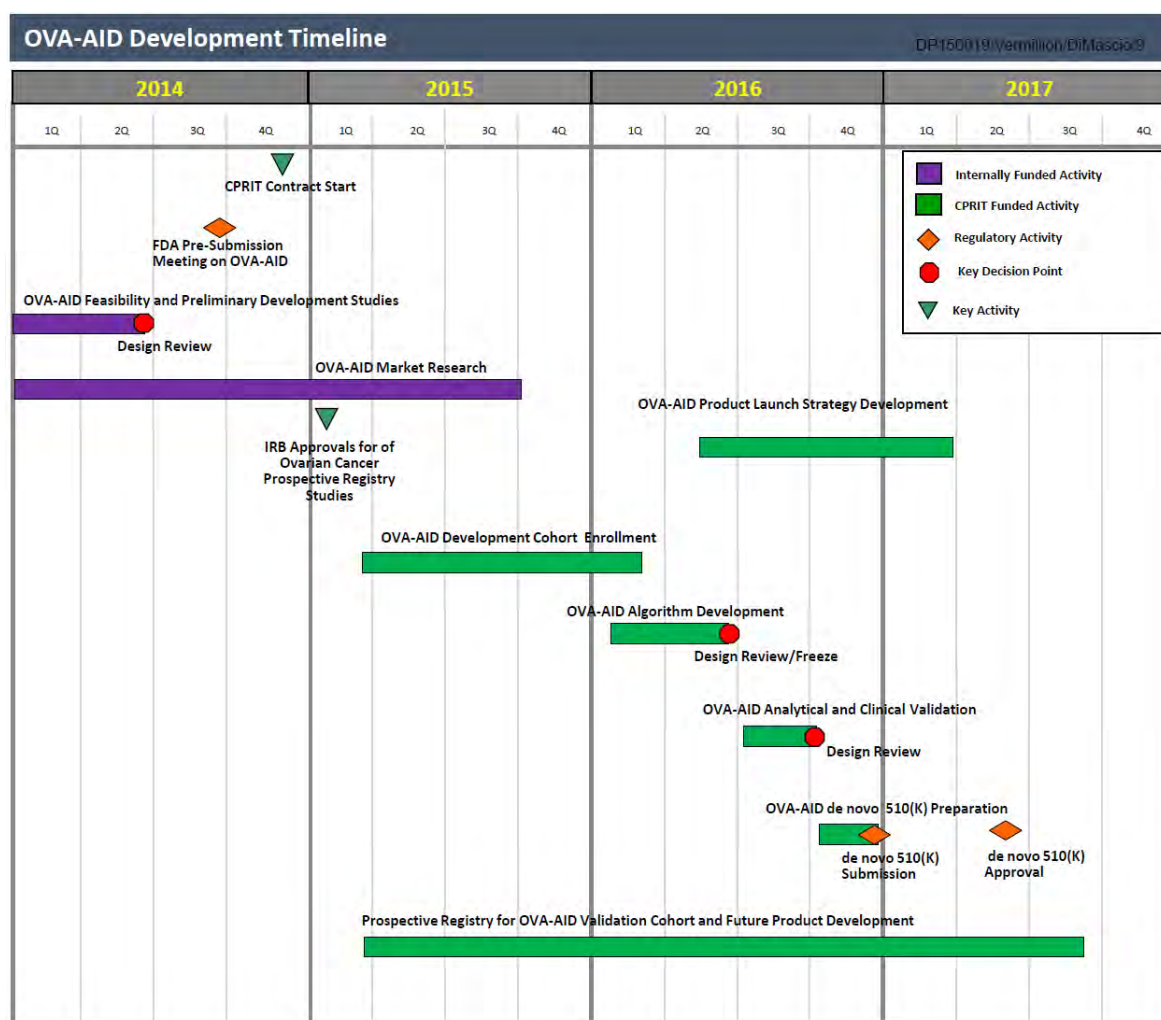 OVA-AID Development Timeline
DP150019/Vermillion/DiMascio/9
2014 2015 2016 2017
1Q 2Q 3Q 4Q 1Q 2Q 3Q 4Q 1Q 2Q 3Q 4Q 1Q 2Q 3Q 4Q
CPRIT Contract Start
Internally Funded Activity
CPRIT Funded Activity
Regulatory Activity
Key Decision Point
Key Activity
FDA Pre-Submission
Meeting on OVA-AID
OVA-AID Feasibility and Preliminary Development Studies
Design Review
OVA-AID Market Research
OVA-AID Product Launch Strategy Development
IRB Approvals for of
Ovarian Cancer
Prospective Registry
Studies
OVA-AID Development Cohort Enrollment
OVA-AID Algorithm Development
Design Review/Freeze
OVA-AID Analytical and Clinical Validation
Design Review
OVA-AID de novo 510(K) Preparation
de novo 510(K)
Submission
de novo 510(K)
Approval
Prospective Registry for OVA-AID Validation Cohort and Future Product Development